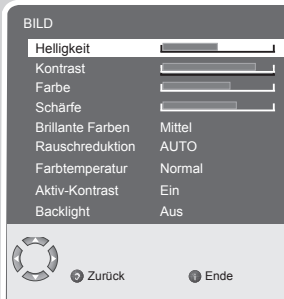 BILD
Helligkeit
Kontrast
Farbe
Schärfe
Brillante Farben Mittel
Rauschreduktion AUTO
Farbtemperatur Normal
Aktiv-Kontrast Ein
Backlight Aus
Zurück Ende